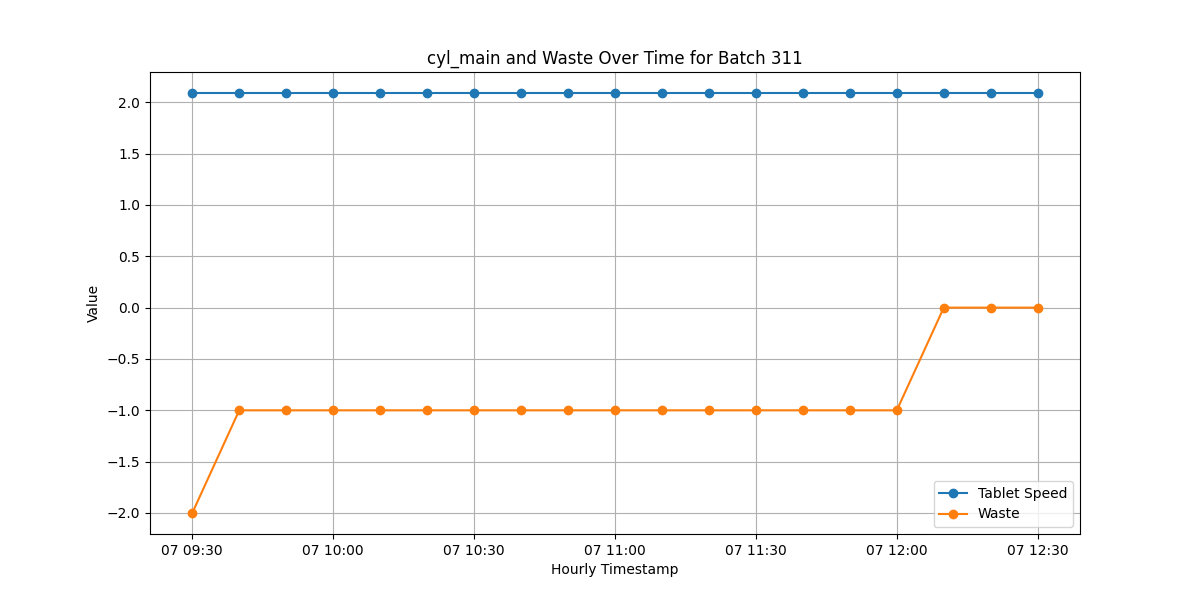 cyl_main and Waste Over Time for Batch 311
Value
2.0
1.5
1.0
0.5
0.0
−0.5
−1.0
−1.5
−2.0
Tablet Speed
Waste
07 09:30 07 10:00 07 10:30 07 11:00 07 11:30 07 12:00 07 12:30
Hourly Timestamp